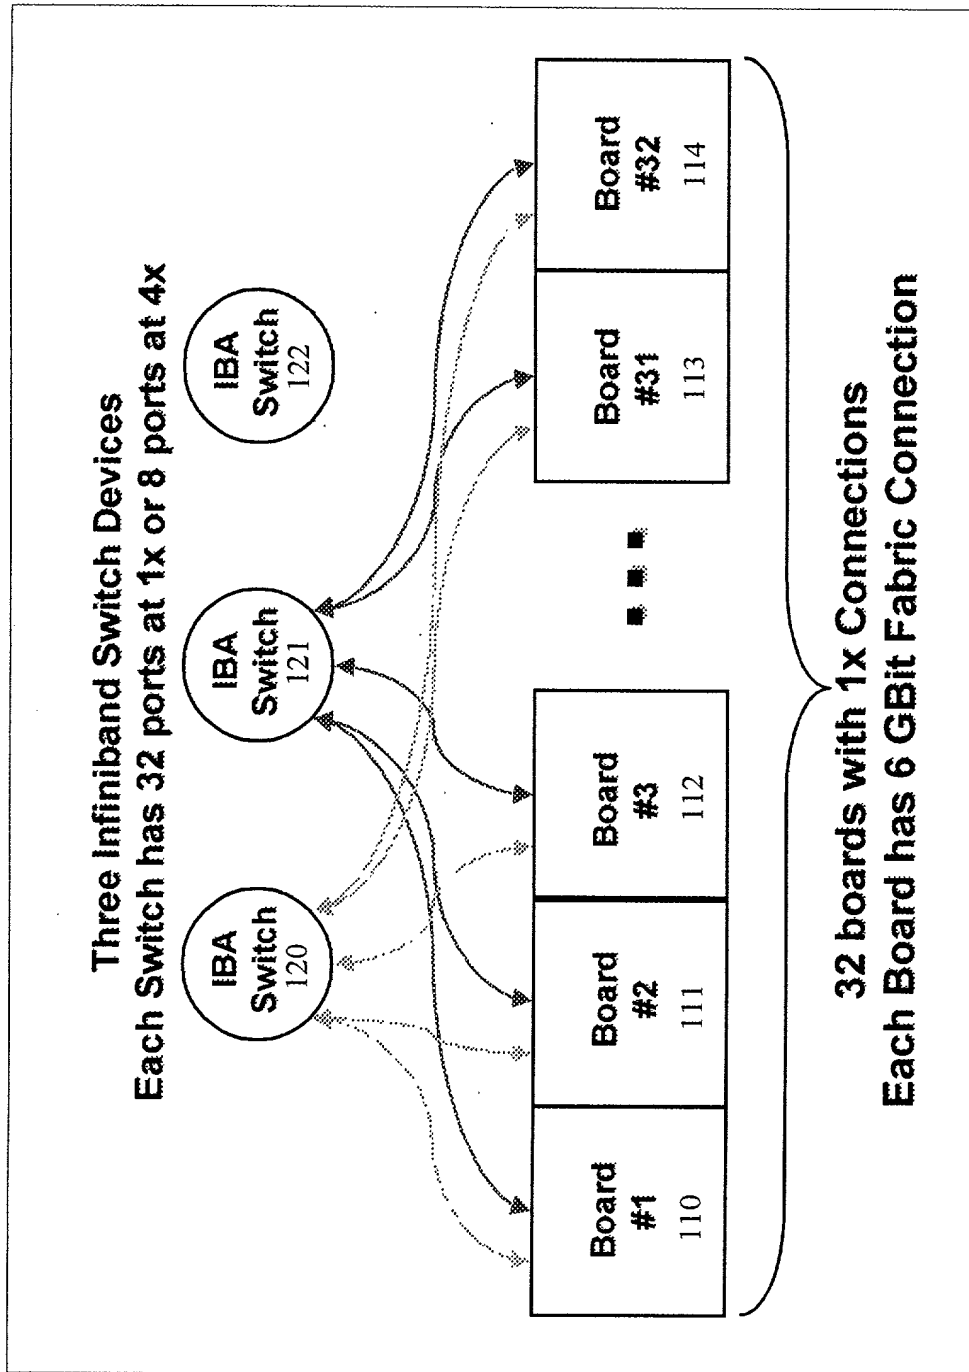 Three Infiniband Switch Devices
Each Switch has 32 ports at 1x or 8 ports at 4x
IBA
Switch
120
IBA
Switch
121
IBA
Switch
122
Board
#1
110
Board
#2
111
Board
#3
112
Board
#31
113
Board
#32
114
32 boards with 1x Connections
Each Board has 6 GBit Fabric Connection